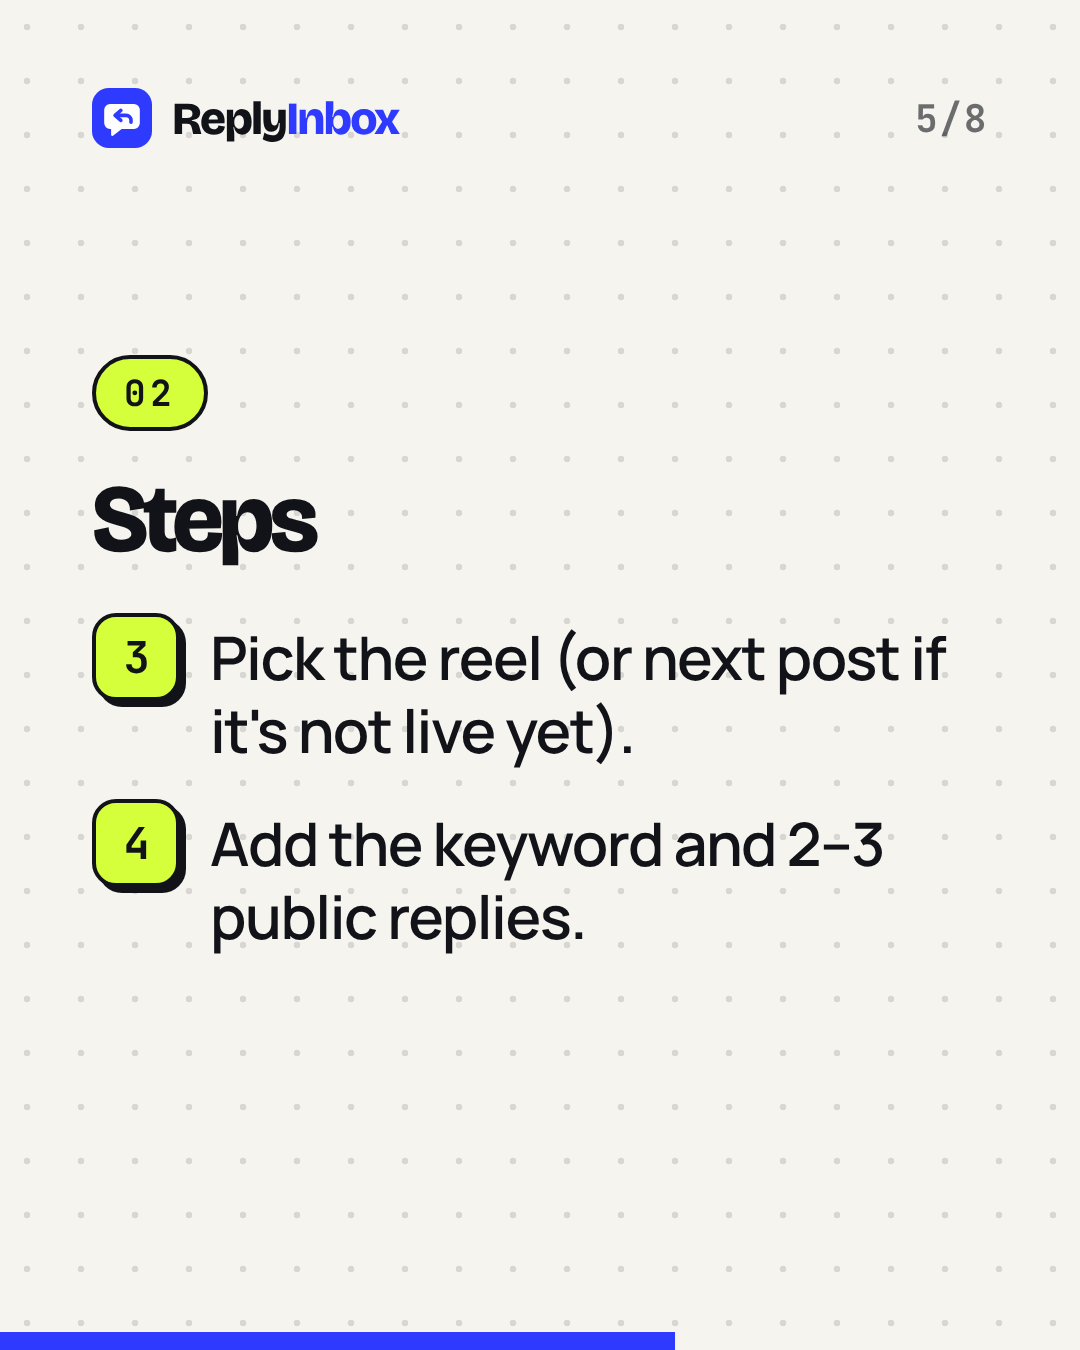 ReplyInbox
5/8
02
Steps
3
Pick the reel (or next post if
it's not live yet).
4
Add the keyword and 2–3
public replies.